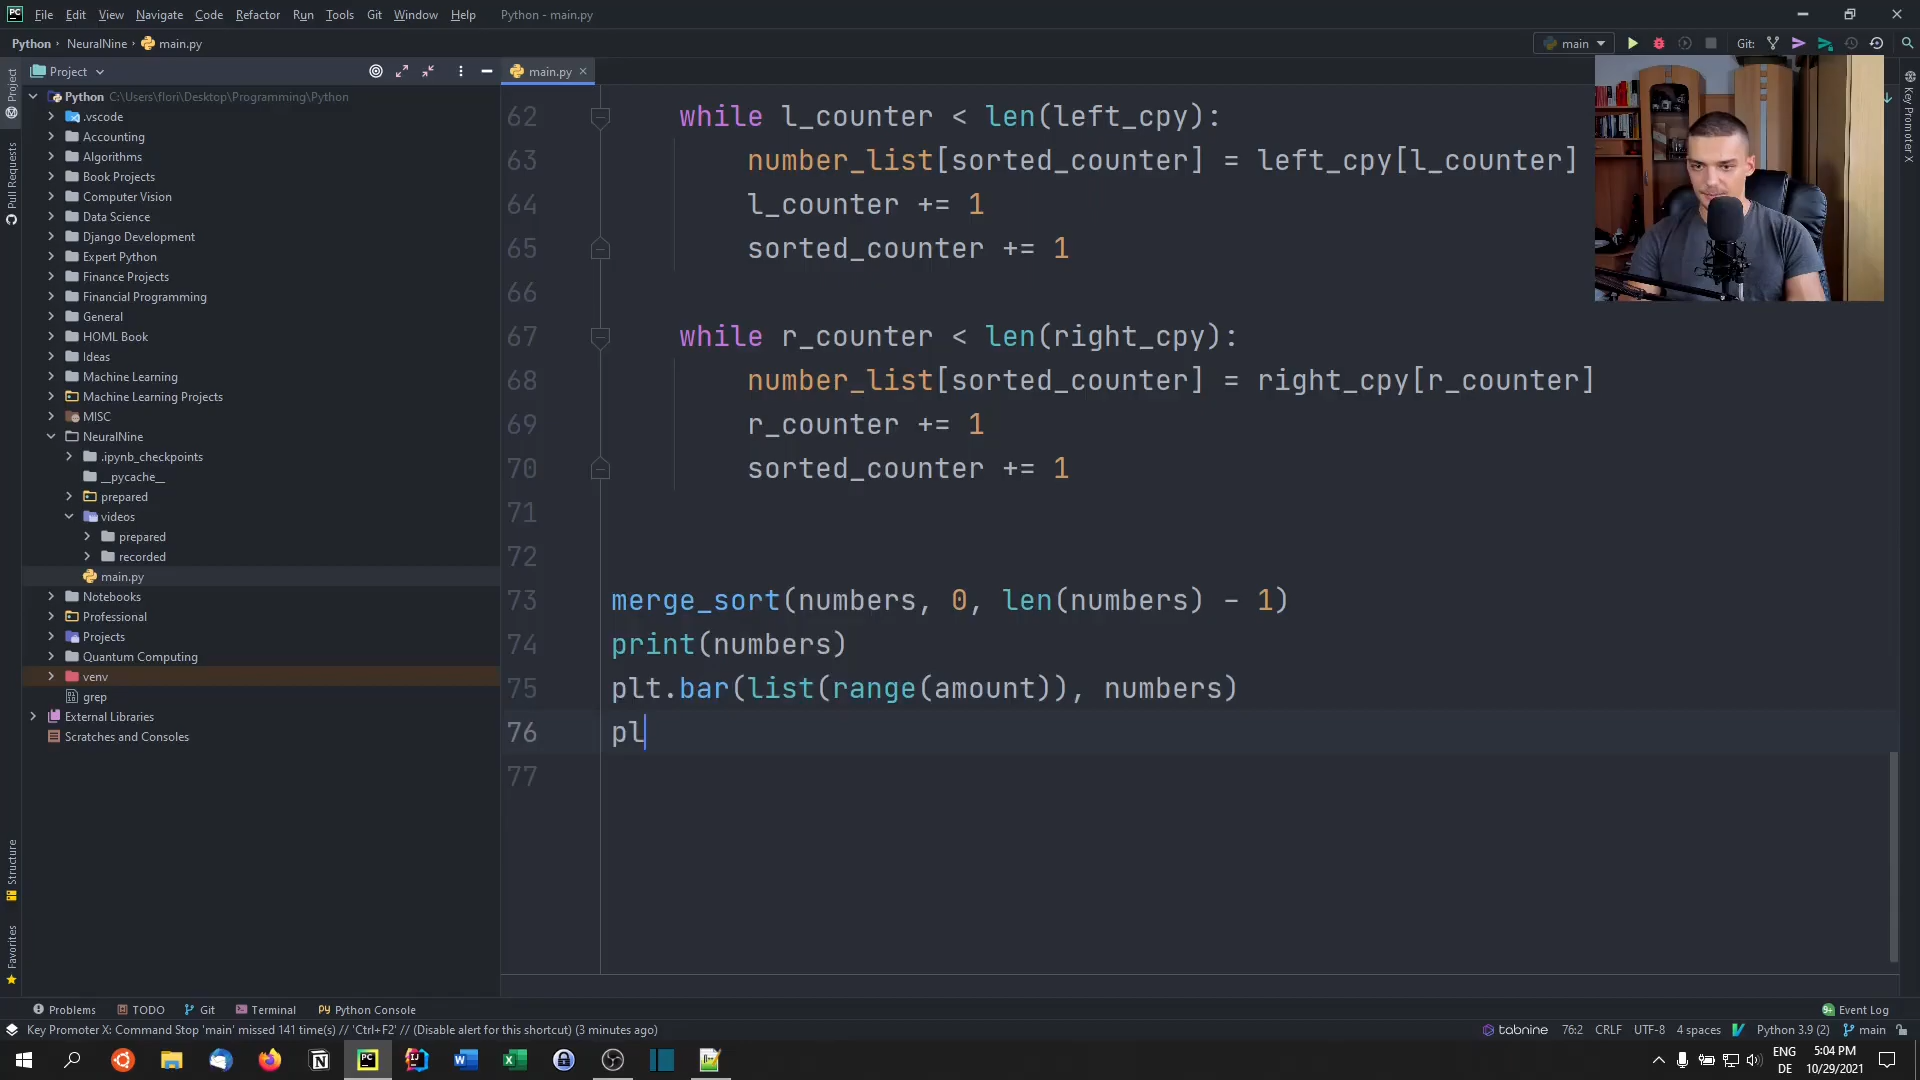 PC File Edit View Navigate Code Refactor Run Tools Git Window Help Python - main.py
Python › NeuralNine › main.py
main
Git:
Project
main.py
Python C:\Users\flori\Desktop\Programming\Python
.vscode
Accounting
Algorithms
Book Projects
Computer Vision
Data Science
Django Development
Expert Python
Finance Projects
Financial Programming
General
HOML Book
Ideas
Machine Learning
Machine Learning Projects
MISC
NeuralNine
.ipynb_checkpoints
__pycache__
prepared
videos
prepared
recorded
main.py
Notebooks
Professional
Projects
Quantum Computing
venv
grep
External Libraries
Scratches and Consoles
Project
Pull Requests
Structure
Favorites
Key Promoter X
62 while l_counter < len(left_cpy):
63 number_list[sorted_counter] = left_cpy[l_counter]
64 l_counter += 1
65 sorted_counter += 1
66
67 while r_counter < len(right_cpy):
68 number_list[sorted_counter] = right_cpy[r_counter]
69 r_counter += 1
70 sorted_counter += 1
71
72
73 merge_sort(numbers, 0, len(numbers) - 1)
74 print(numbers)
75 plt.bar(list(range(amount)), numbers)
76 pl
77
Problems TODO Git Terminal Python Console Event Log
Key Promoter X: Command Stop 'main' missed 141 time(s) // 'Ctrl+F2' // (Disable alert for this shortcut) (3 minutes ago)
tabnine 76:2 CRLF UTF-8 4 spaces Python 3.9 (2) main
ENG
DE
5:04 PM
10/29/2021